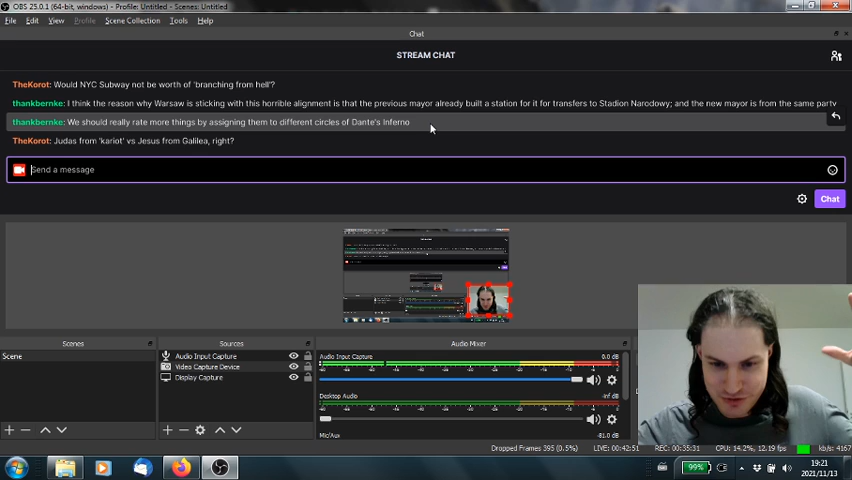 OBS 25.0.1 (64-bit, windows) - Profile: Untitled - Scenes: Untitled
File Edit View Profile Scene Collection Tools Help
Chat
STREAM CHAT
TheKorot: Would NYC Subway not be worth of 'branching from hell'?
thankbernke: I think the reason why Warsaw is sticking with this horrible alignment is that the previous mayor already built a station for it for transfers to Stadion Narodowy; and the new mayor is from the same party
thankbernke: We should really rate more things by assigning them to different circles of Dante's Inferno
TheKorot: Judas from 'kariot' vs Jesus from Galilea, right?
Send a message
Chat
Scenes Sources Audio Mixer
Scene
Audio Input Capture
Video Capture Device
Display Capture
Audio Input Capture 0.0 dB
Desktop Audio -inf dB
Mic/Aux -81.0 dB
Dropped Frames 395 (0.5%) LIVE: 00:42:51 REC: 00:35:31 CPU: 14.2%, 12.19 fps kb/s: 4167
99%
19:21
2021/11/13